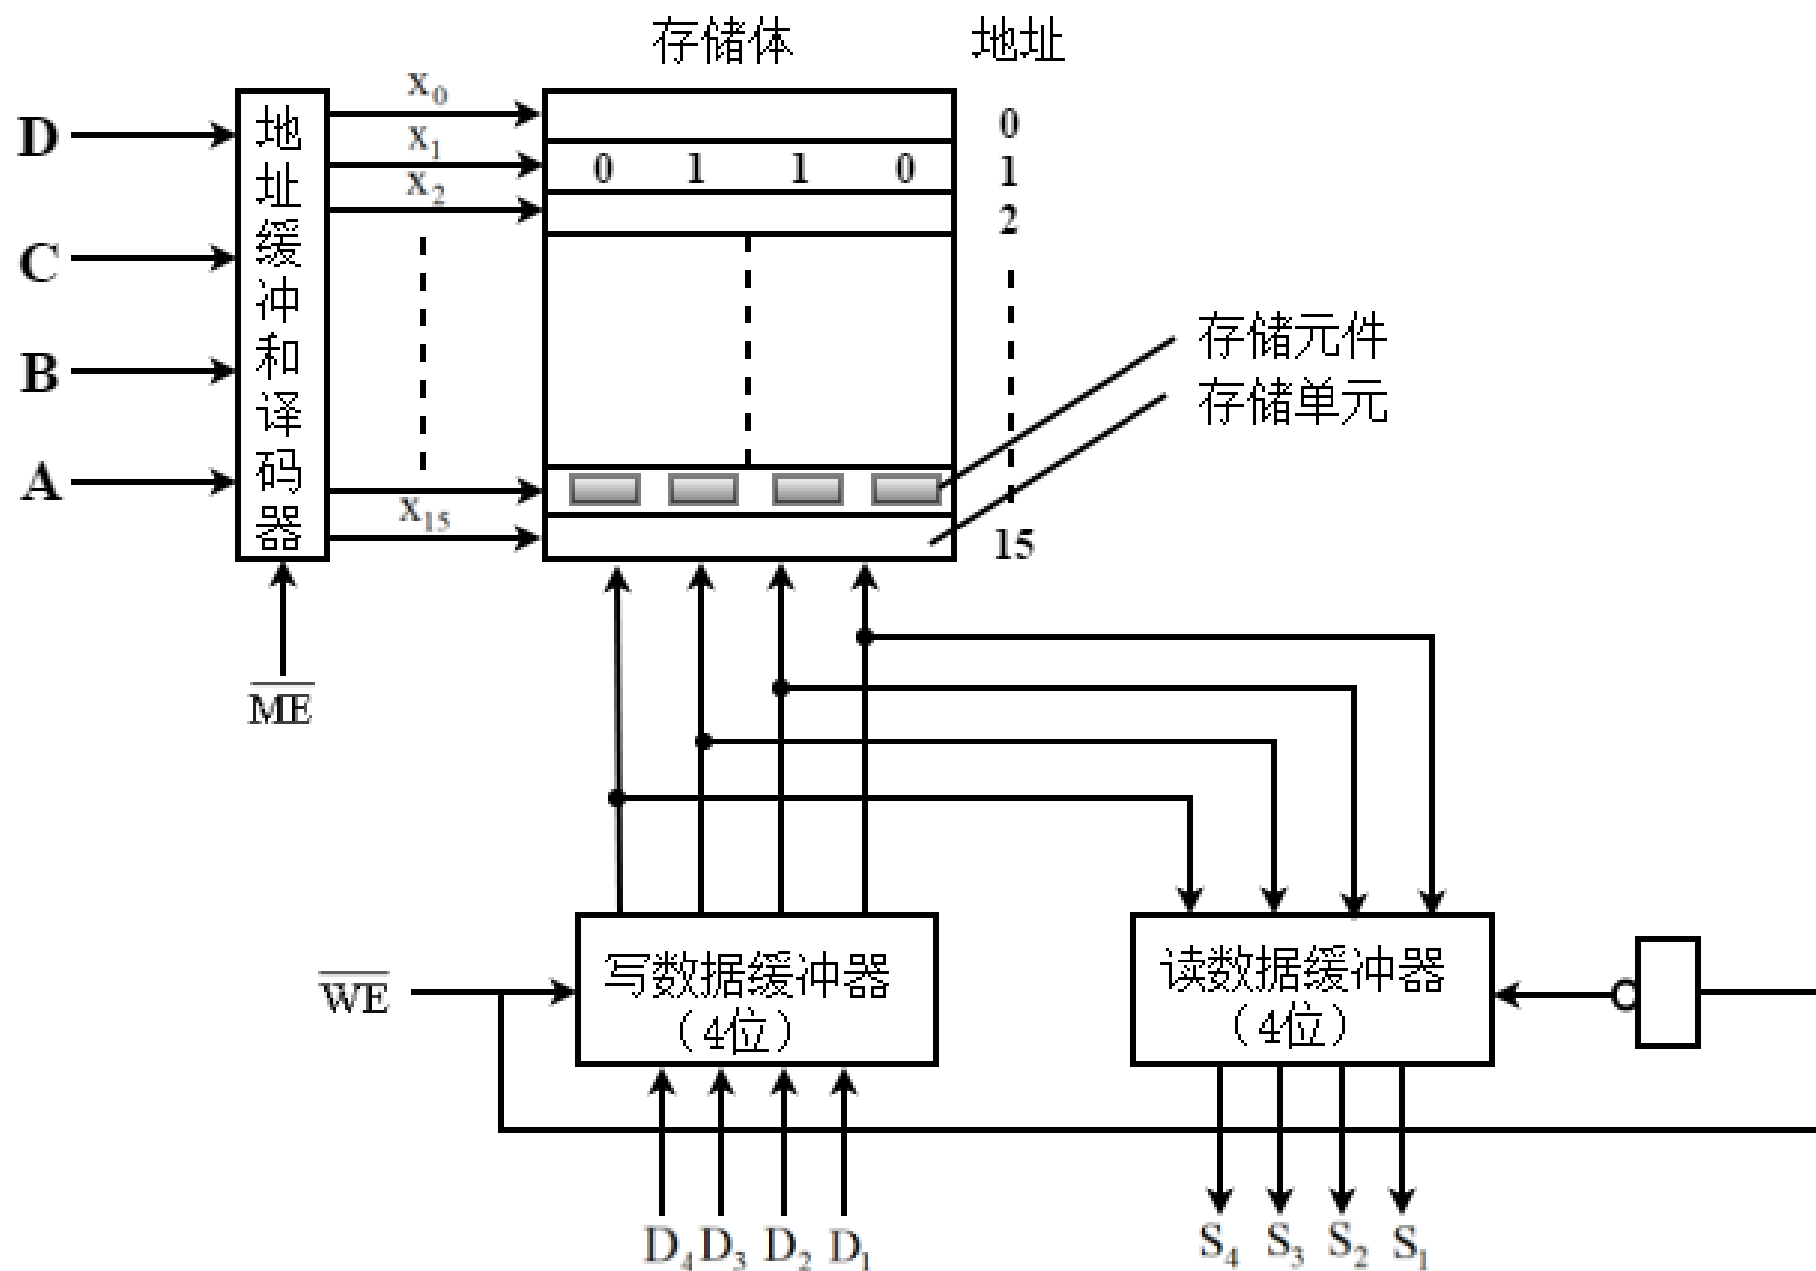 存储体 地址
D
C
B
A
地址缓冲和译码器
X0
X1
X2
X15
0 1 1 0
0
1
2
15
存储元件
存储单元
ME
WE
写数据缓冲器
（4位）
读数据缓冲器
（4位）
D4 D3 D2 D1
S4 S3 S2 S1